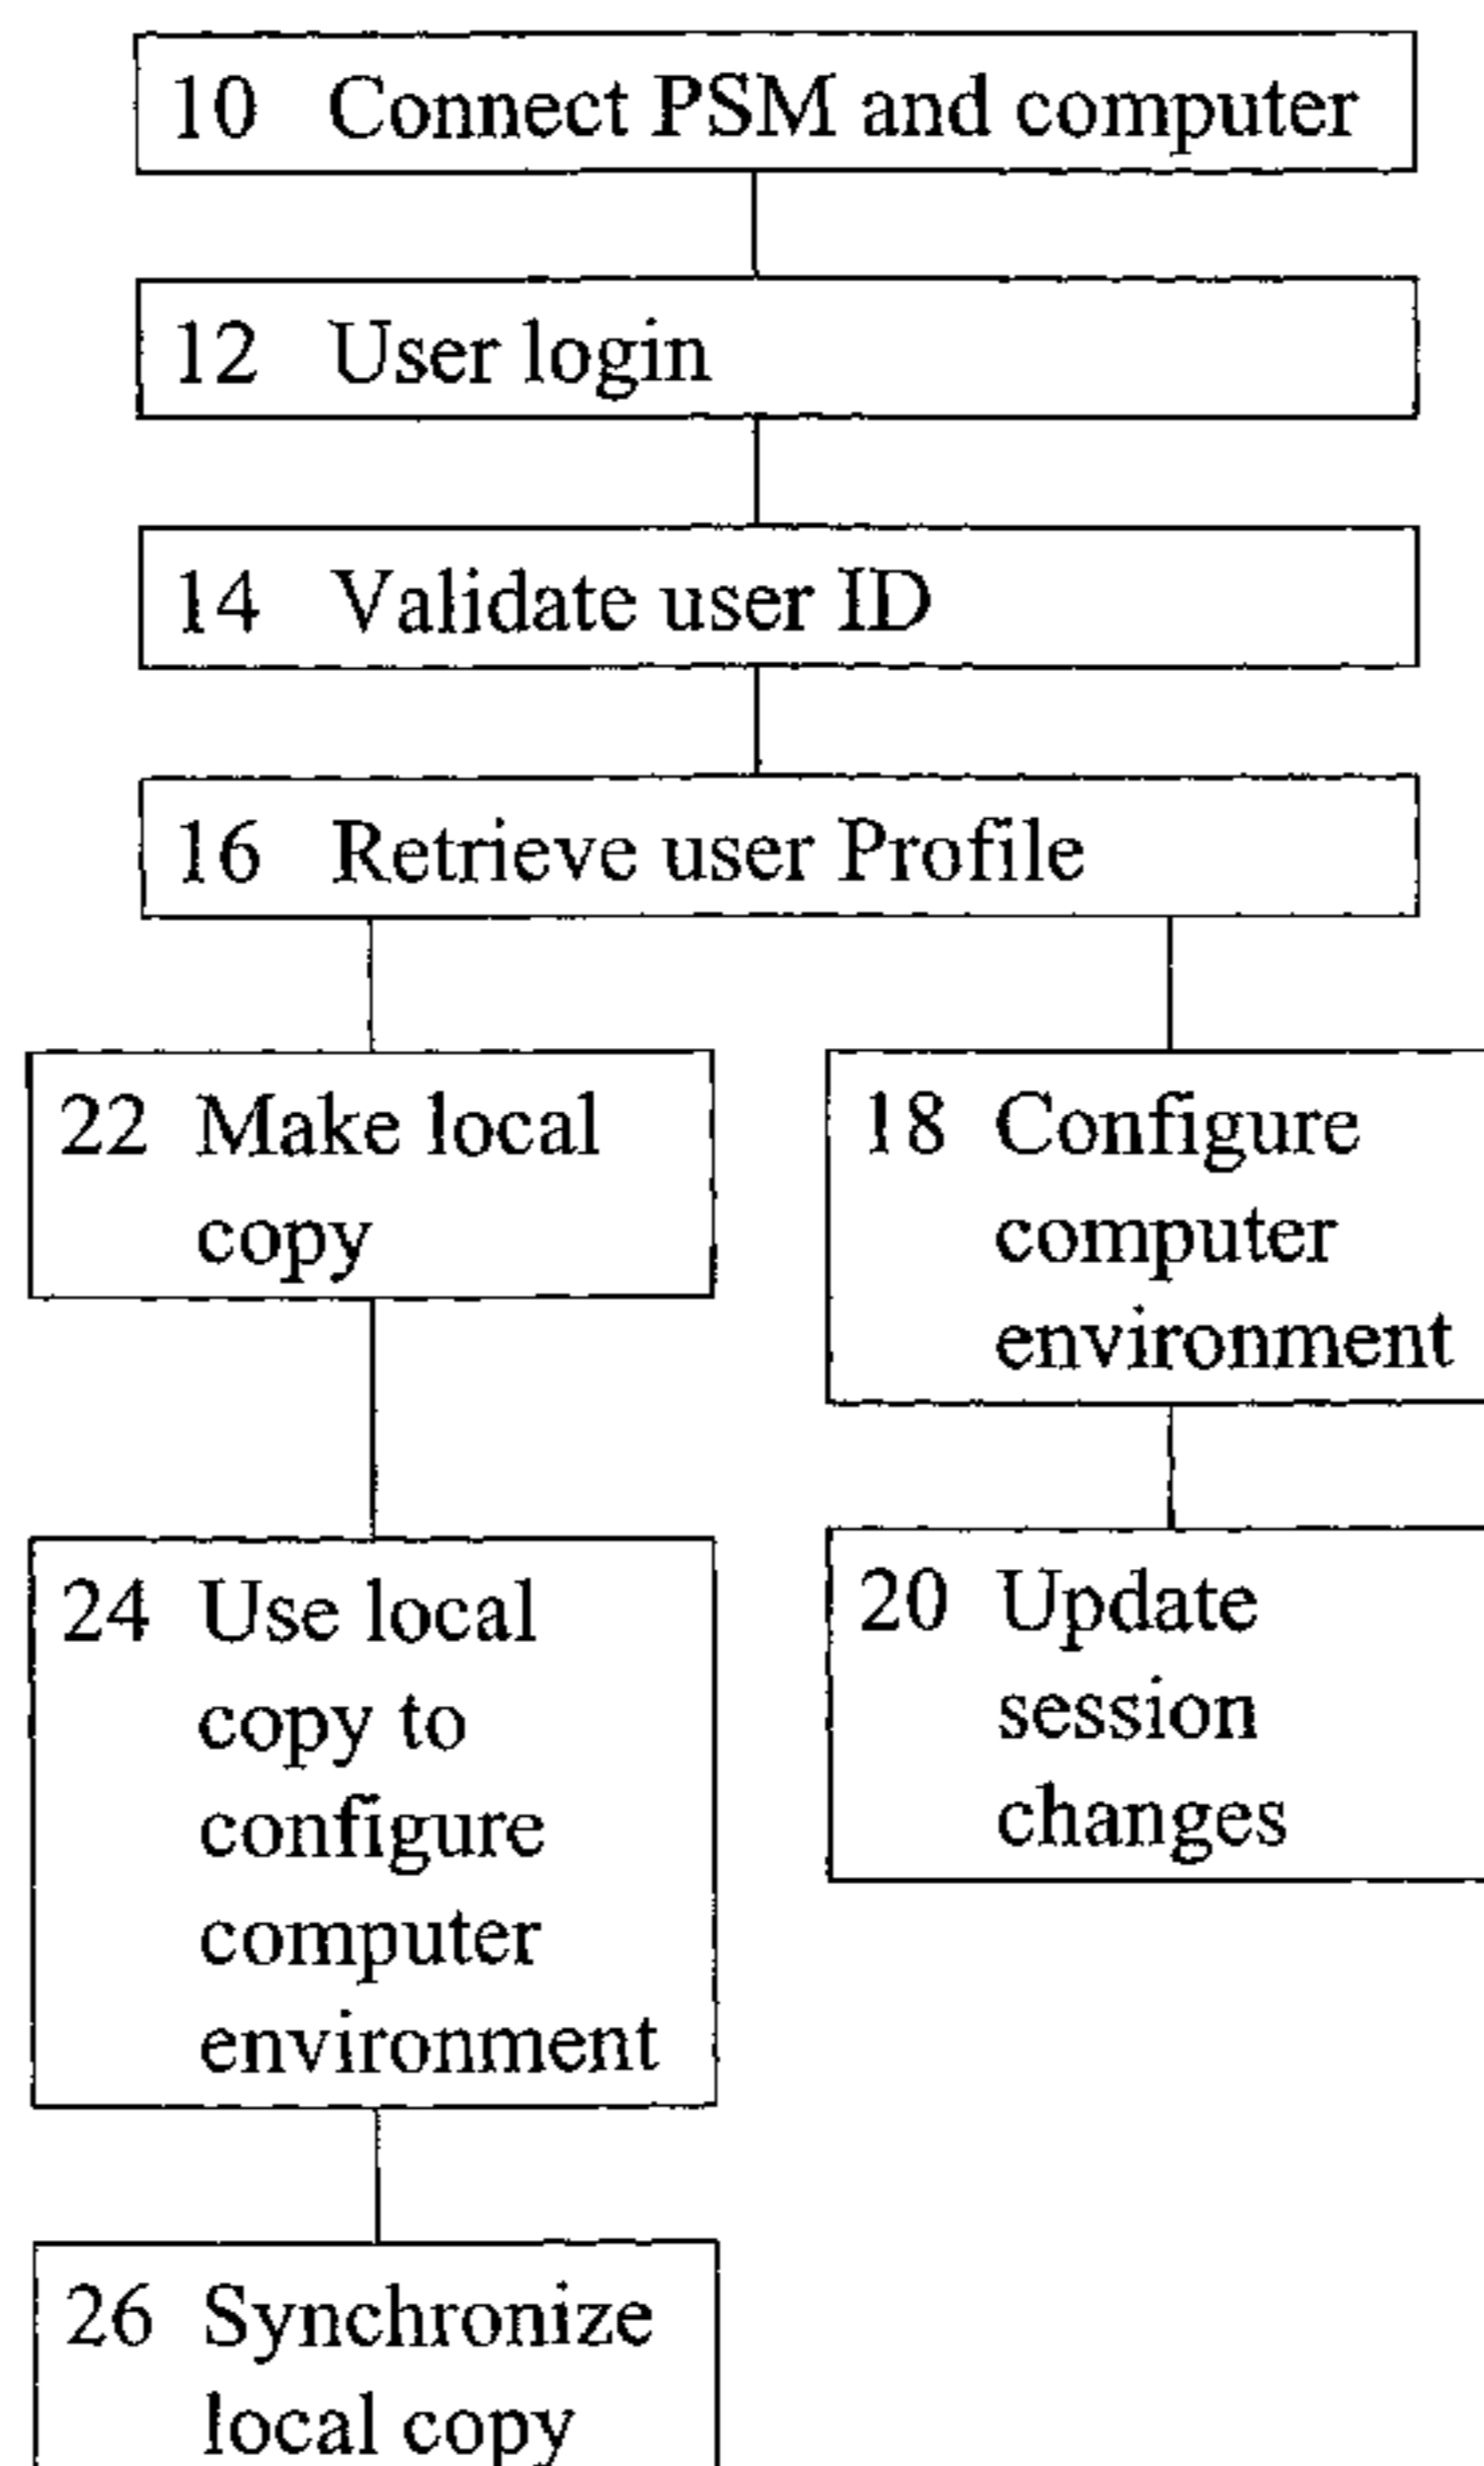 10 Connect PSM and computer
12 User login
14 Validate user ID
16 Retrieve user Profile
22 Make local
copy
18 Configure
computer
environment
24 Use local
copy to
configure
computer
environment
20 Update
session
changes
26 Synchronize
local copy